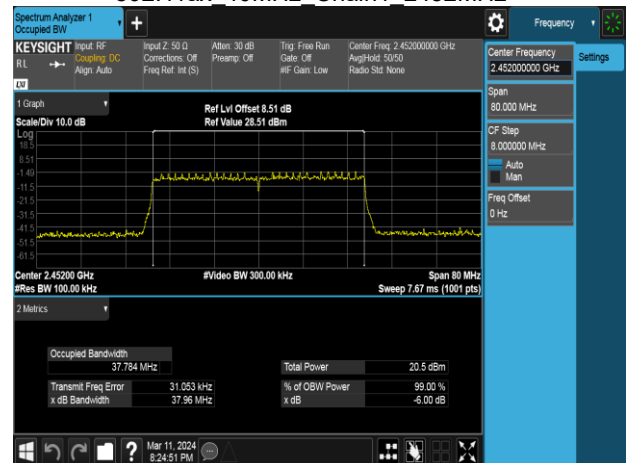 Spectrum Analyzer 1
Occupied BW
Frequency
KEYSIGHT
R L
LXI
Input: RF
Coupling: DC
Align: Auto
Input Z: 50 Ω
Corrections: Off
Freq Ref: Int (S)
Atten: 30 dB
Preamp: Off
Trig: Free Run
Gate: Off
#IF Gain: Low
Center Freq: 2.452000000 GHz
Avg|Hold: 50/50
Radio Std: None
Center Frequency
2.452000000 GHz
Settings
Span
80.000 MHz
CF Step
8.000000 MHz
Auto
Man
Freq Offset
0 Hz
1 Graph
Scale/Div 10.0 dB
Ref Lvl Offset 8.51 dB
Ref Value 28.51 dBm
Log
18.5
8.51
-1.49
-11.5
-21.5
-31.5
-41.5
-51.5
-61.5
Center 2.45200 GHz
#Video BW 300.00 kHz
Span 80 MHz
#Res BW 100.00 kHz
Sweep 7.67 ms (1001 pts)
2 Metrics
Occupied Bandwidth
37.784 MHz
Total Power 20.5 dBm
Transmit Freq Error 31.053 kHz
% of OBW Power 99.00 %
x dB Bandwidth 37.96 MHz
x dB -6.00 dB
Mar 11, 2024
8:24:51 PM